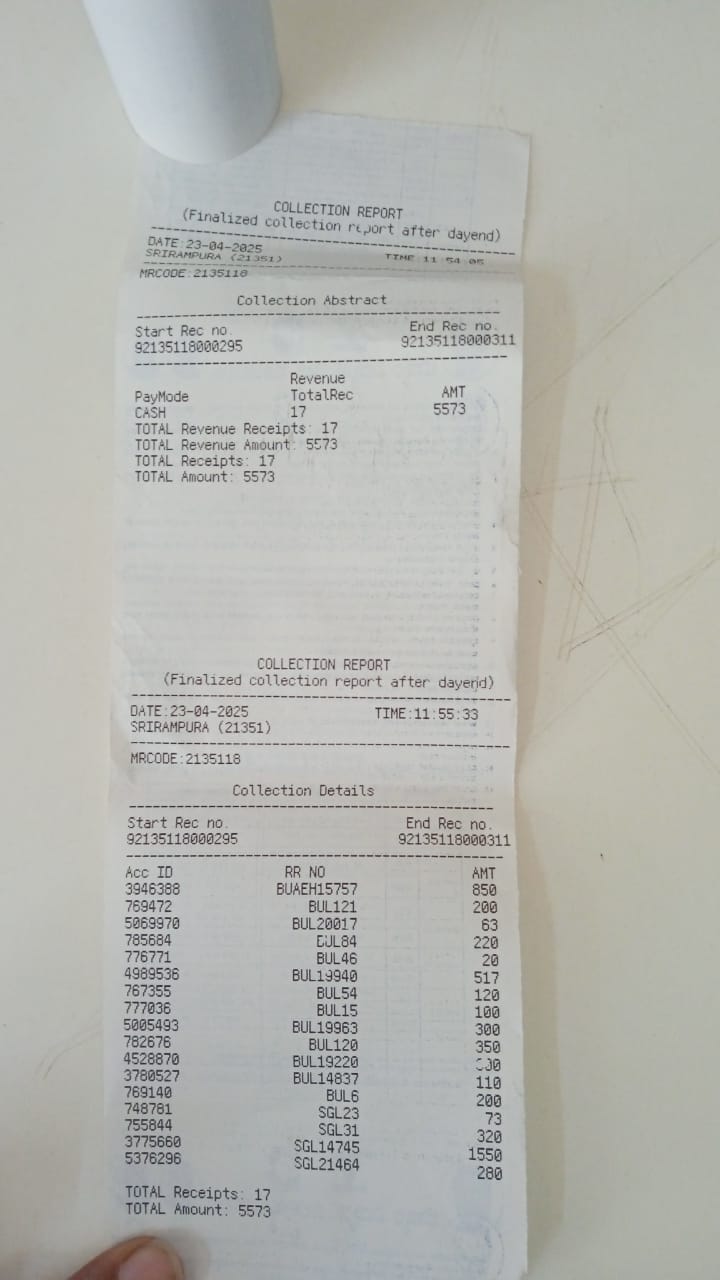 COLLECTION REPORT
(Finalized collection report after dayend)
DATE:23-04-2025
SRIRAMPURA (21351) TIME:11:54:05
MRCODE:2135118
Collection Abstract
Start Rec no. End Rec no.
92135118000295 92135118000311
Revenue
PayMode TotalRec AMT
CASH 17 5573
TOTAL Revenue Receipts: 17
TOTAL Revenue Amount: 5573
TOTAL Receipts: 17
TOTAL Amount: 5573
COLLECTION REPORT
(Finalized collection report after dayend)
DATE:23-04-2025 TIME:11:55:33
SRIRAMPURA (21351)
MRCODE:2135118
Collection Details
Start Rec no. End Rec no.
92135118000295 92135118000311
Acc ID RR NO AMT
3946388 BUAEH15757 850
769472 BUL121 200
5069970 BUL20017 63
785684 BUL84 220
776771 BUL46 20
4989536 BUL19940 517
767355 BUL54 120
777036 BUL15 100
5005493 BUL19963 300
782676 BUL120 350
4528870 BUL19220
3780527 BUL14837 110
769140 BUL6 200
748781 SGL23 73
755844 SGL31 320
3775660 SGL14745 1550
5376296 SGL21464 280
TOTAL Receipts: 17
TOTAL Amount: 5573